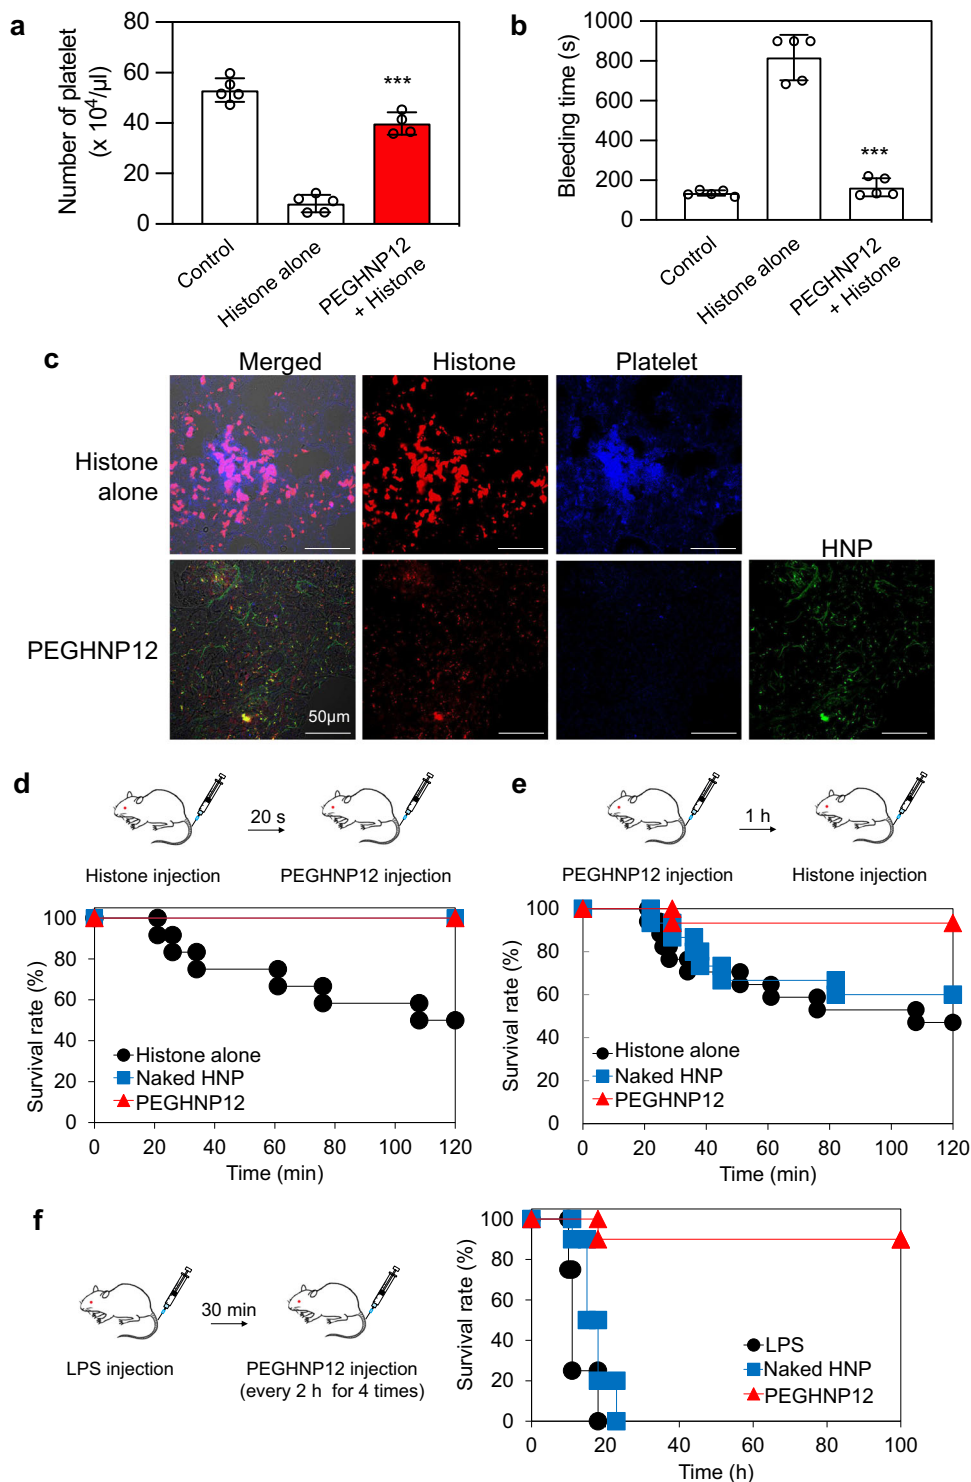 a
Number of platelet
(x 10⁴/µl)
80
60
40
20
0
***
Control
Histone alone
PEGHNP12
+ Histone
b
Bleeding time (s)
1000
800
600
400
200
0
***
Control
Histone alone
PEGHNP12
+ Histone
c
Merged
Histone
Platelet
Histone
alone
HNP
PEGHNP12
50µm
d
20 s
Histone injection
PEGHNP12 injection
Survival rate (%)
100
80
60
40
20
0
Histone alone
Naked HNP
PEGHNP12
0 20 40 60 80 100 120
Time (min)
e
1 h
PEGHNP12 injection
Histone injection
Survival rate (%)
100
80
60
40
20
0
Histone alone
Naked HNP
PEGHNP12
0 20 40 60 80 100 120
Time (min)
f
30 min
LPS injection
PEGHNP12 injection
(every 2 h for 4 times)
Survival rate (%)
100
80
60
40
20
0
LPS
Naked HNP
PEGHNP12
0 20 40 60 80 100
Time (h)